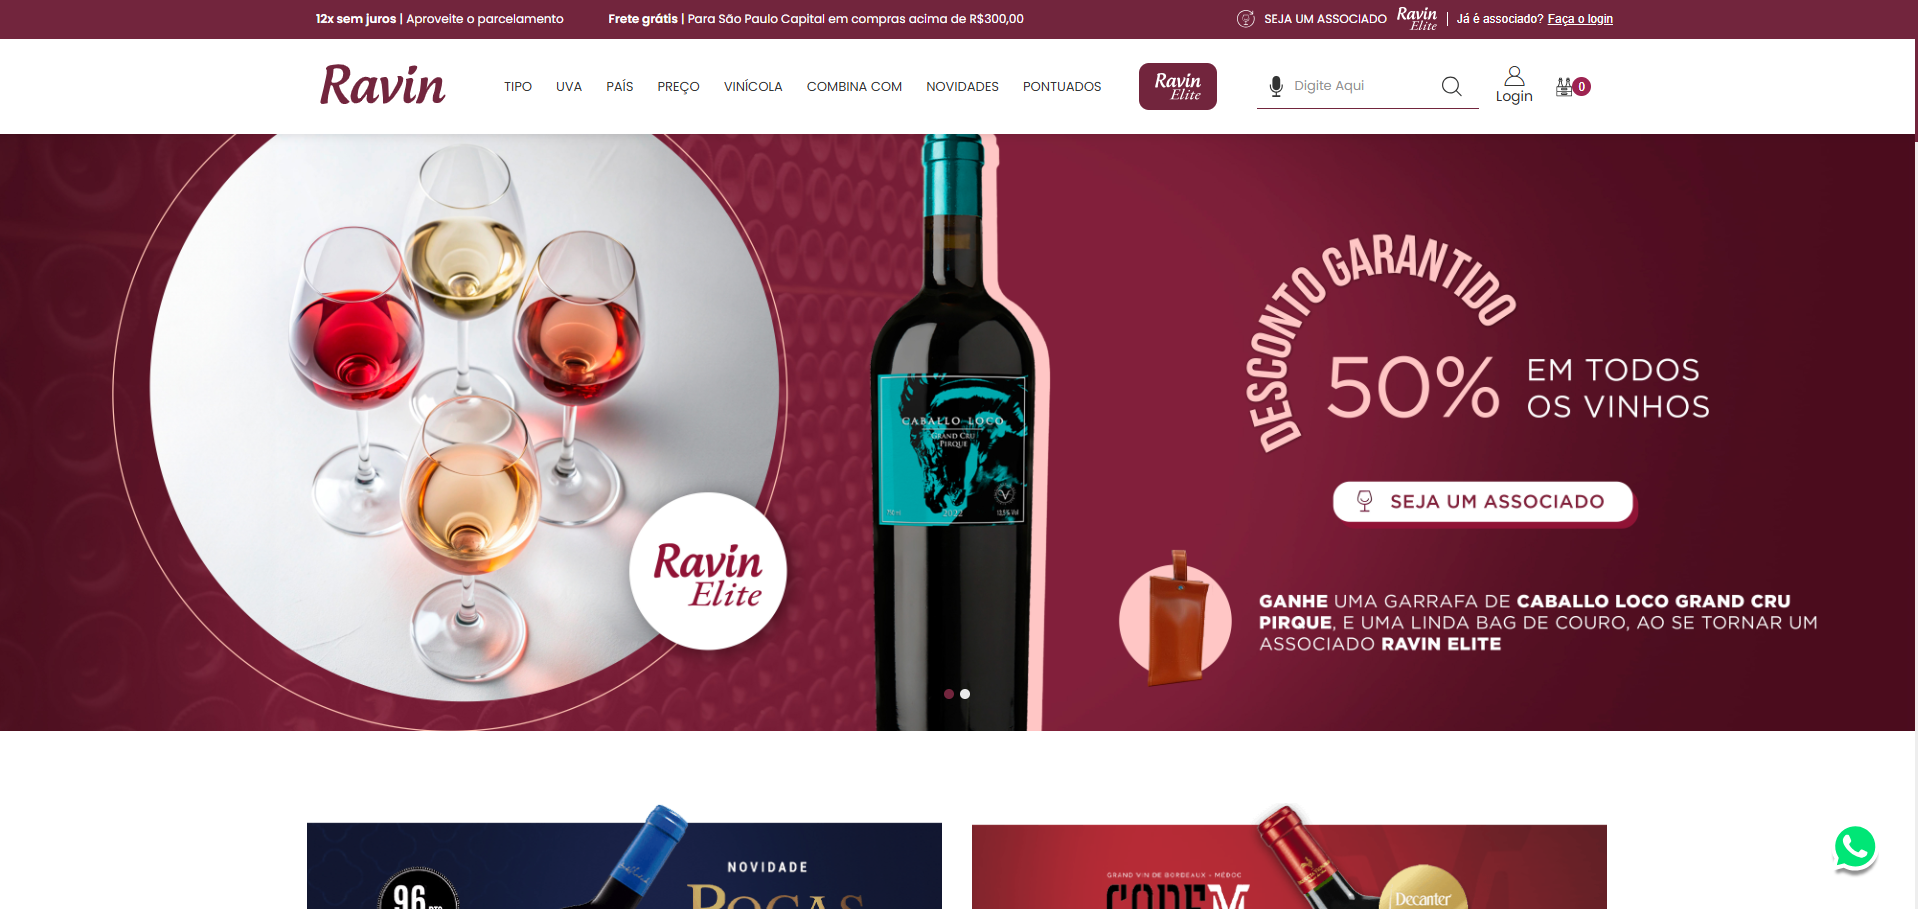 12x sem juros | Aproveite o parcelamento
Frete grátis | Para São Paulo Capital em compras acima de R$300,00
SEJA UM ASSOCIADO Ravin Elite | Já é associado? Faça o login
Ravin
TIPO UVA PAÍS PREÇO VINÍCOLA COMBINA COM NOVIDADES PONTUADOS
Ravin
Elite
Digite Aqui
Login
0
DESCONTO GARANTIDO
50%
EM TODOS
OS VINHOS
CABALLO LOCO
GRAND CRU
PIRQUE
2022
Ravin
Elite
SEJA UM ASSOCIADO
GANHE UMA GARRAFA DE CABALLO LOCO GRAND CRU
PIRQUE, E UMA LINDA BAG DE COURO, AO SE TORNAR UM
ASSOCIADO RAVIN ELITE
96 PTS
NOVIDADE
GRAND VIN DE BORDEAUX - MÉDOC
Decanter